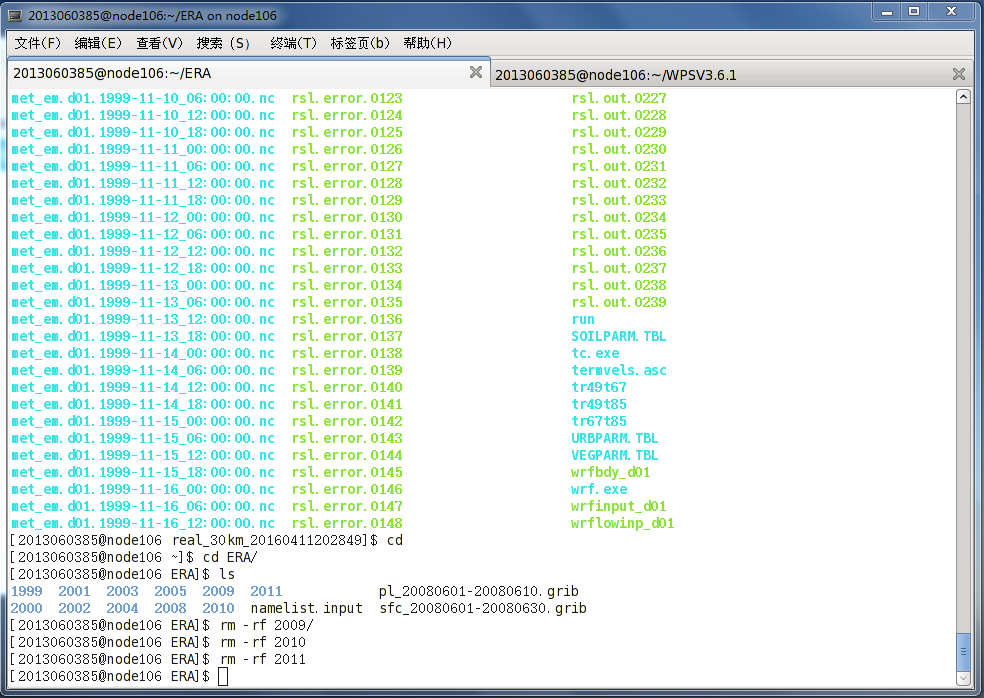 2013060385@node106:~/ERA on node106
文件(F) 编辑(E) 查看(V) 搜索 (S) 终端(T) 标签页(b) 帮助(H)
2013060385@node106:~/ERA 2013060385@node106:~/WPSV3.6.1
met_em.d01.1999-11-10_06:00:00.nc rsl.error.0123 rsl.out.0227
met_em.d01.1999-11-10_12:00:00.nc rsl.error.0124 rsl.out.0228
met_em.d01.1999-11-10_18:00:00.nc rsl.error.0125 rsl.out.0229
met_em.d01.1999-11-11_00:00:00.nc rsl.error.0126 rsl.out.0230
met_em.d01.1999-11-11_06:00:00.nc rsl.error.0127 rsl.out.0231
met_em.d01.1999-11-11_12:00:00.nc rsl.error.0128 rsl.out.0232
met_em.d01.1999-11-11_18:00:00.nc rsl.error.0129 rsl.out.0233
met_em.d01.1999-11-12_00:00:00.nc rsl.error.0130 rsl.out.0234
met_em.d01.1999-11-12_06:00:00.nc rsl.error.0131 rsl.out.0235
met_em.d01.1999-11-12_12:00:00.nc rsl.error.0132 rsl.out.0236
met_em.d01.1999-11-12_18:00:00.nc rsl.error.0133 rsl.out.0237
met_em.d01.1999-11-13_00:00:00.nc rsl.error.0134 rsl.out.0238
met_em.d01.1999-11-13_06:00:00.nc rsl.error.0135 rsl.out.0239
met_em.d01.1999-11-13_12:00:00.nc rsl.error.0136 run
met_em.d01.1999-11-13_18:00:00.nc rsl.error.0137 SOILPARM.TBL
met_em.d01.1999-11-14_00:00:00.nc rsl.error.0138 tc.exe
met_em.d01.1999-11-14_06:00:00.nc rsl.error.0139 termvels.asc
met_em.d01.1999-11-14_12:00:00.nc rsl.error.0140 tr49t67
met_em.d01.1999-11-14_18:00:00.nc rsl.error.0141 tr49t85
met_em.d01.1999-11-15_00:00:00.nc rsl.error.0142 tr67t85
met_em.d01.1999-11-15_06:00:00.nc rsl.error.0143 URBPARM.TBL
met_em.d01.1999-11-15_12:00:00.nc rsl.error.0144 VEGPARM.TBL
met_em.d01.1999-11-15_18:00:00.nc rsl.error.0145 wrfbdy_d01
met_em.d01.1999-11-16_00:00:00.nc rsl.error.0146 wrf.exe
met_em.d01.1999-11-16_06:00:00.nc rsl.error.0147 wrfinput_d01
met_em.d01.1999-11-16_12:00:00.nc rsl.error.0148 wrflowinp_d01
[2013060385@node106 real_30km_20160411202849]$ cd
[2013060385@node106 ~]$ cd ERA/
[2013060385@node106 ERA]$ ls
1999 2001 2003 2005 2009 2011 pl_20080601-20080610.grib
2000 2002 2004 2008 2010 namelist.input sfc_20080601-20080630.grib
[2013060385@node106 ERA]$ rm -rf 2009/
[2013060385@node106 ERA]$ rm -rf 2010
[2013060385@node106 ERA]$ rm -rf 2011
[2013060385@node106 ERA]$